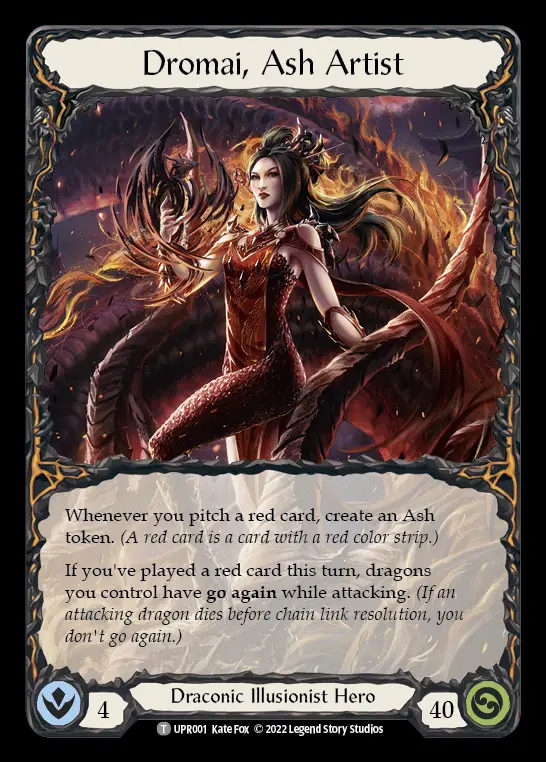 Dromai, Ash Artist
Whenever you pitch a red card, create an Ash
token. (A red card is a card with a red color strip.)
If you've played a red card this turn, dragons
you control have go again while attacking. (If an
attacking dragon dies before chain link resolution, you
don't go again.)
Draconic Illusionist Hero
4
40
T UPR001 Kate Fox © 2022 Legend Story Studios